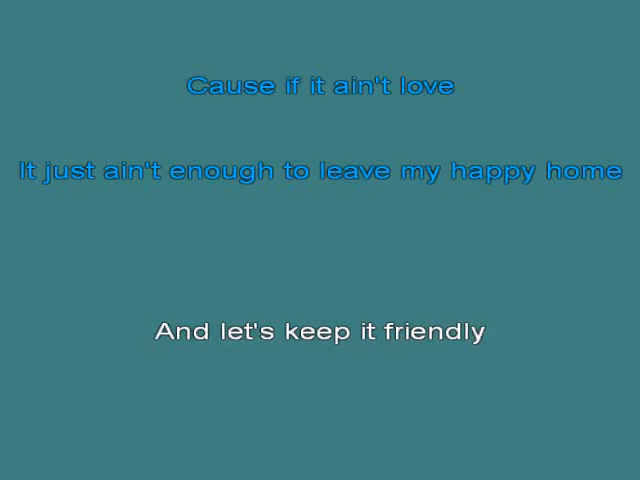 Cause if it ain't love
It just ain't enough to leave my happy home
And let's keep it friendly